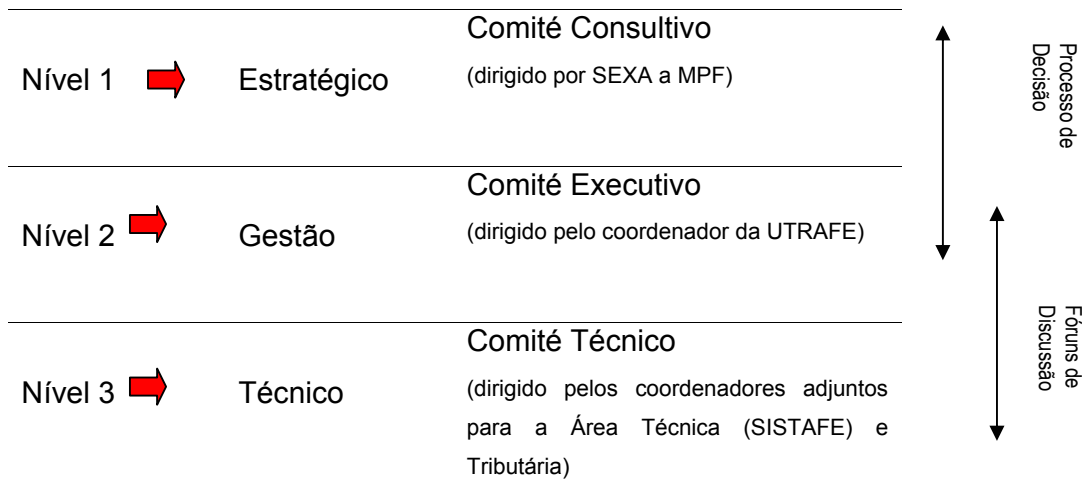 Nível 1
Estratégico
Comité Consultivo
(dirigido por SEXA a MPF)
Nível 2
Gestão
Comité Executivo
(dirigido pelo coordenador da UTRAFE)
Nível 3
Técnico
Comité Técnico
(dirigido pelos coordenadores adjuntos
para a Área Técnica (SISTAFE) e
Tributária)
Processo de
Decisão
Fóruns de
Discussão